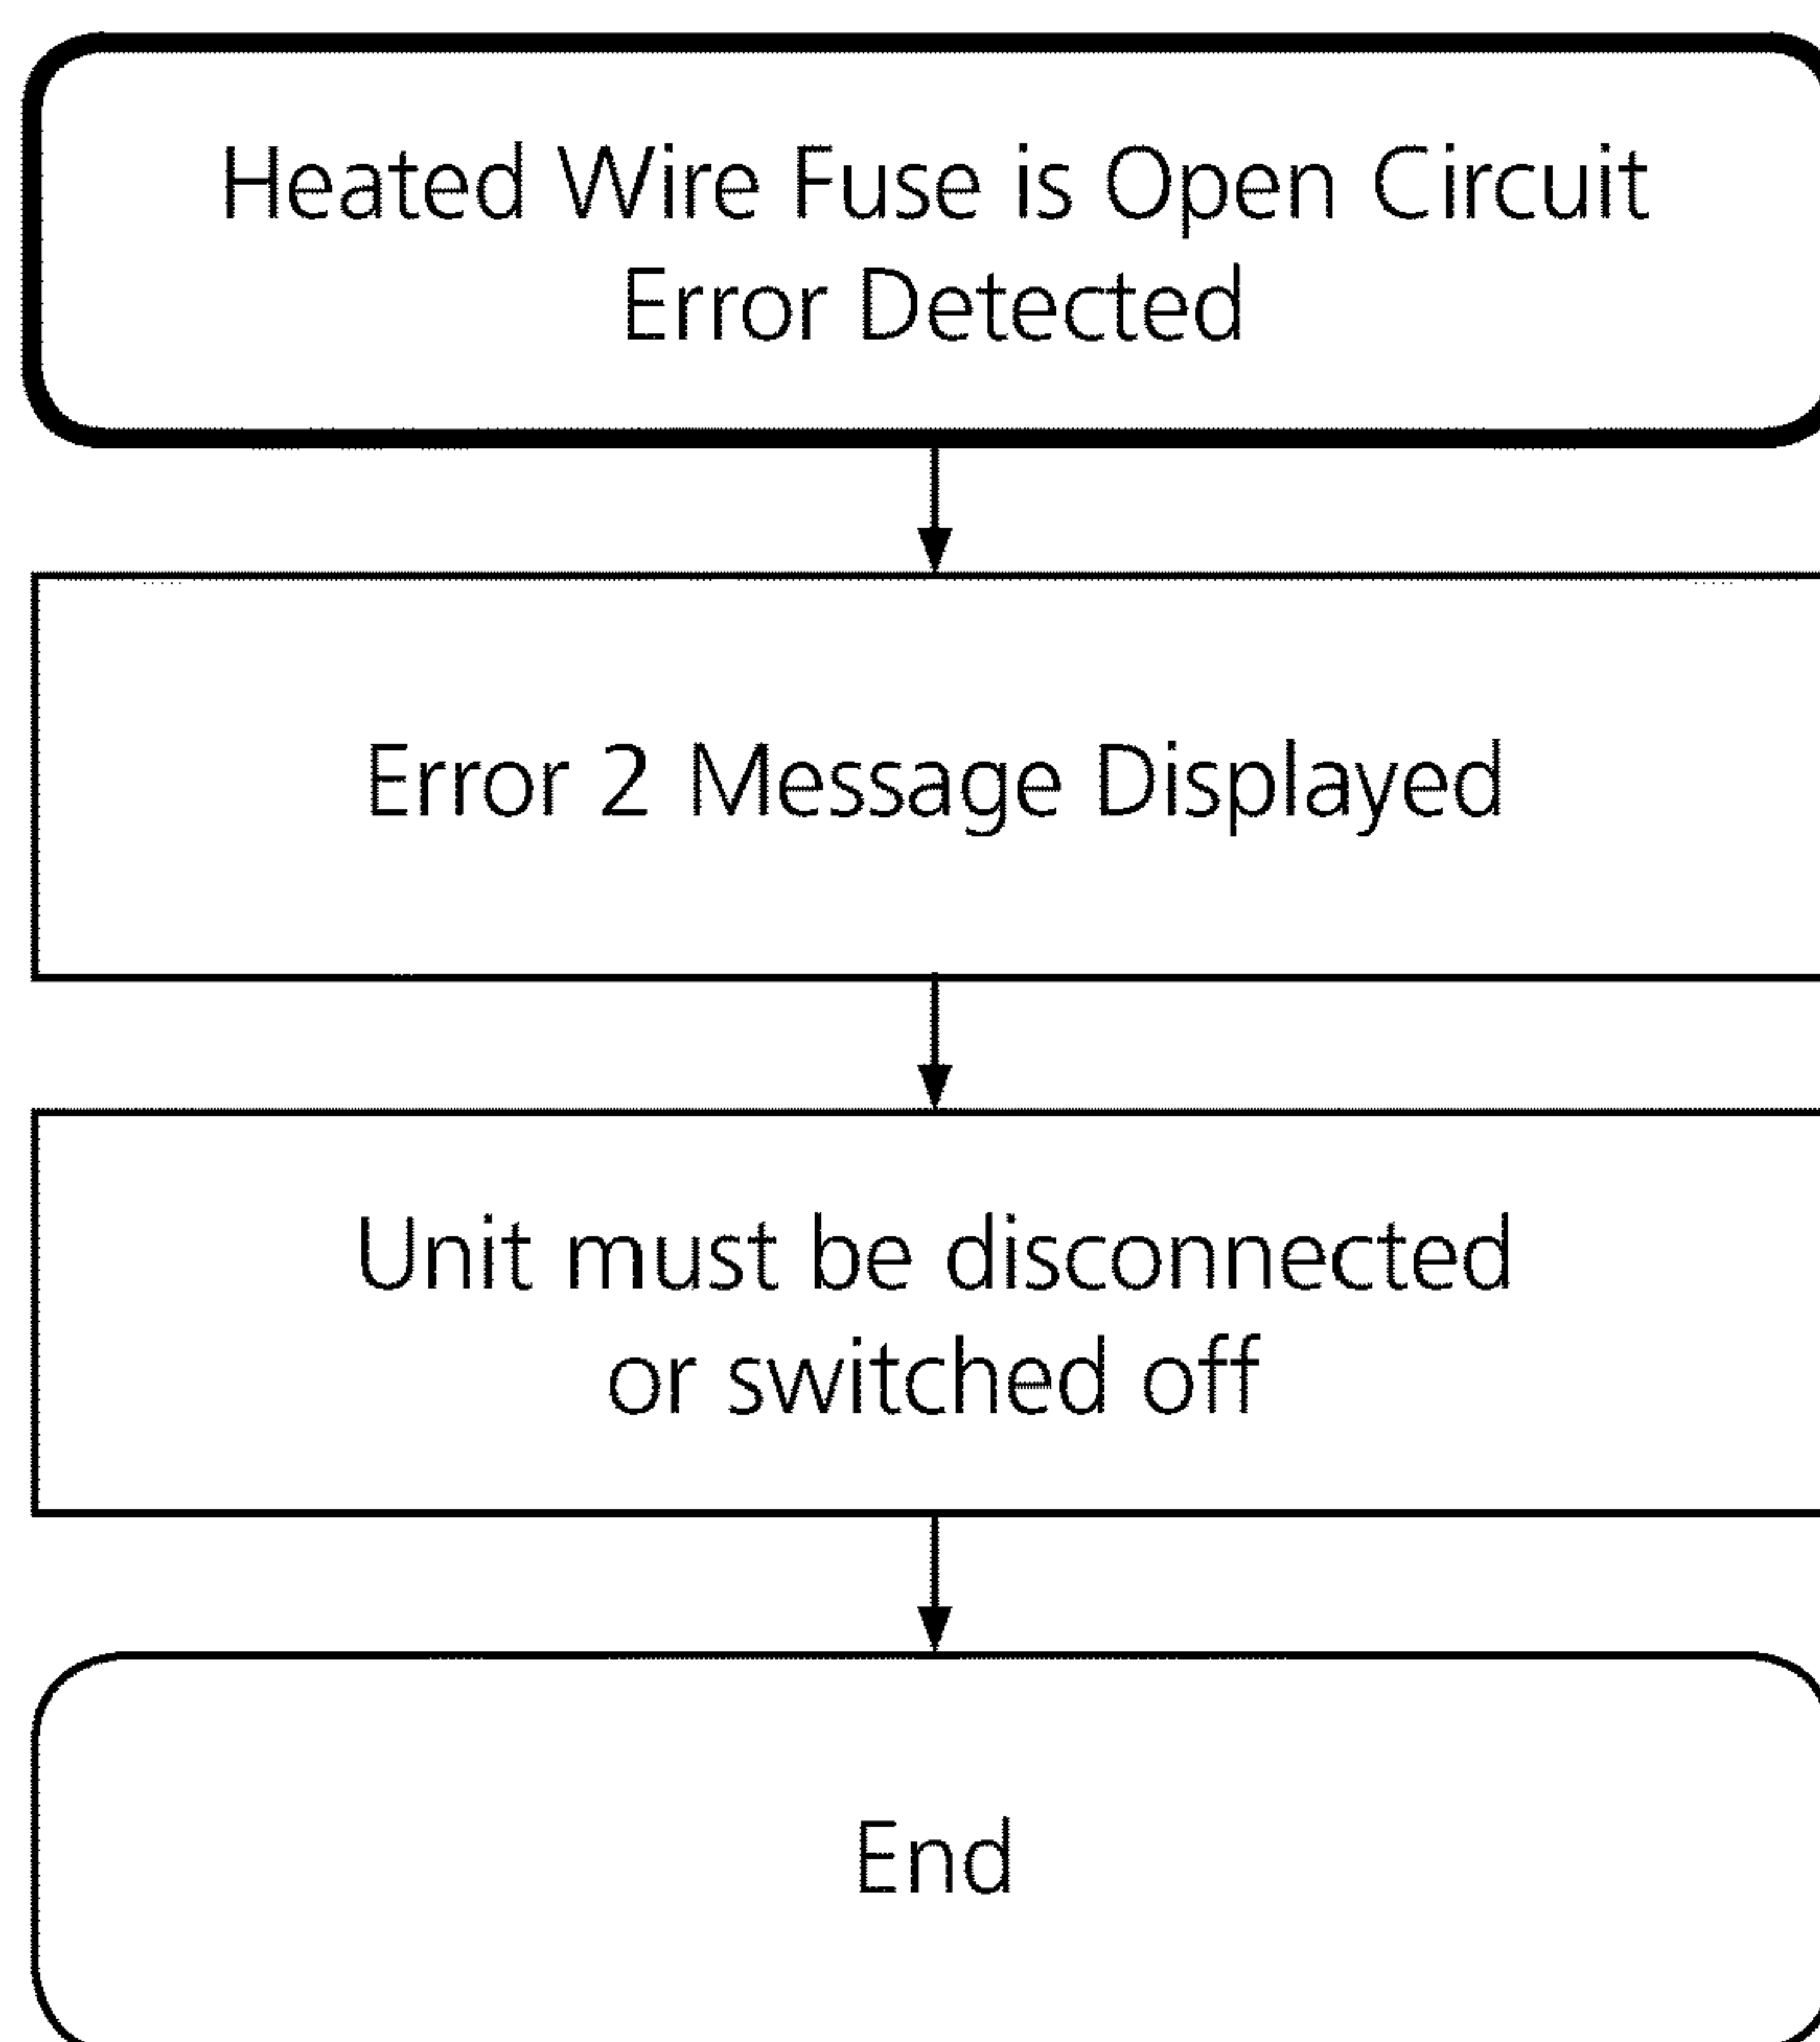 Heated Wire Fuse is Open Circuit
Error Detected
Error 2 Message Displayed
Unit must be disconnected
or switched off
End